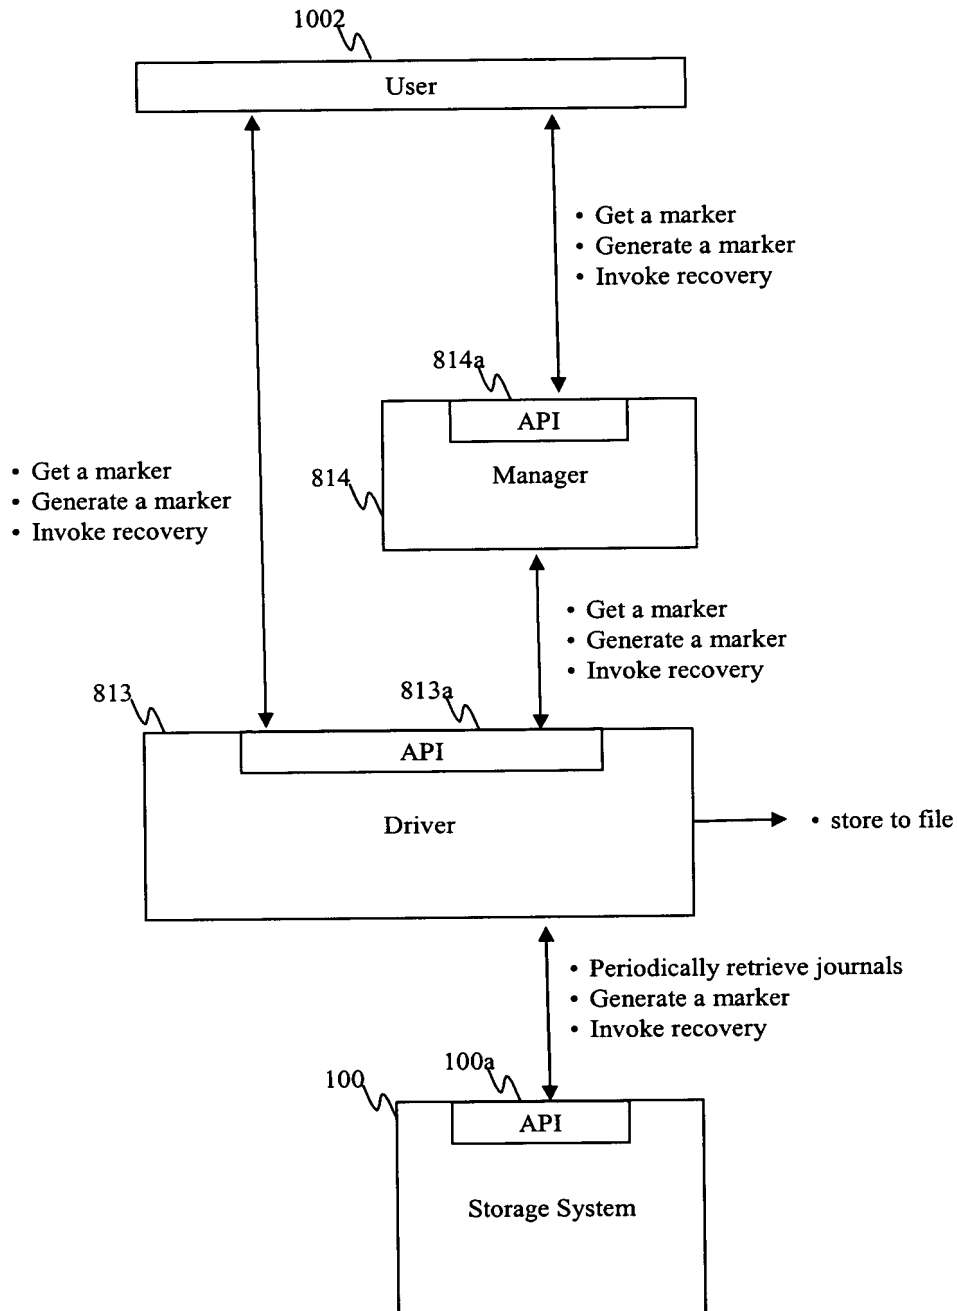 1002
User
• Get a marker
• Generate a marker
• Invoke recovery
814a
API
814
Manager
• Get a marker
• Generate a marker
• Invoke recovery
• Get a marker
• Generate a marker
• Invoke recovery
813
813a
API
Driver
• store to file
• Periodically retrieve journals
• Generate a marker
• Invoke recovery
100
100a
API
Storage System